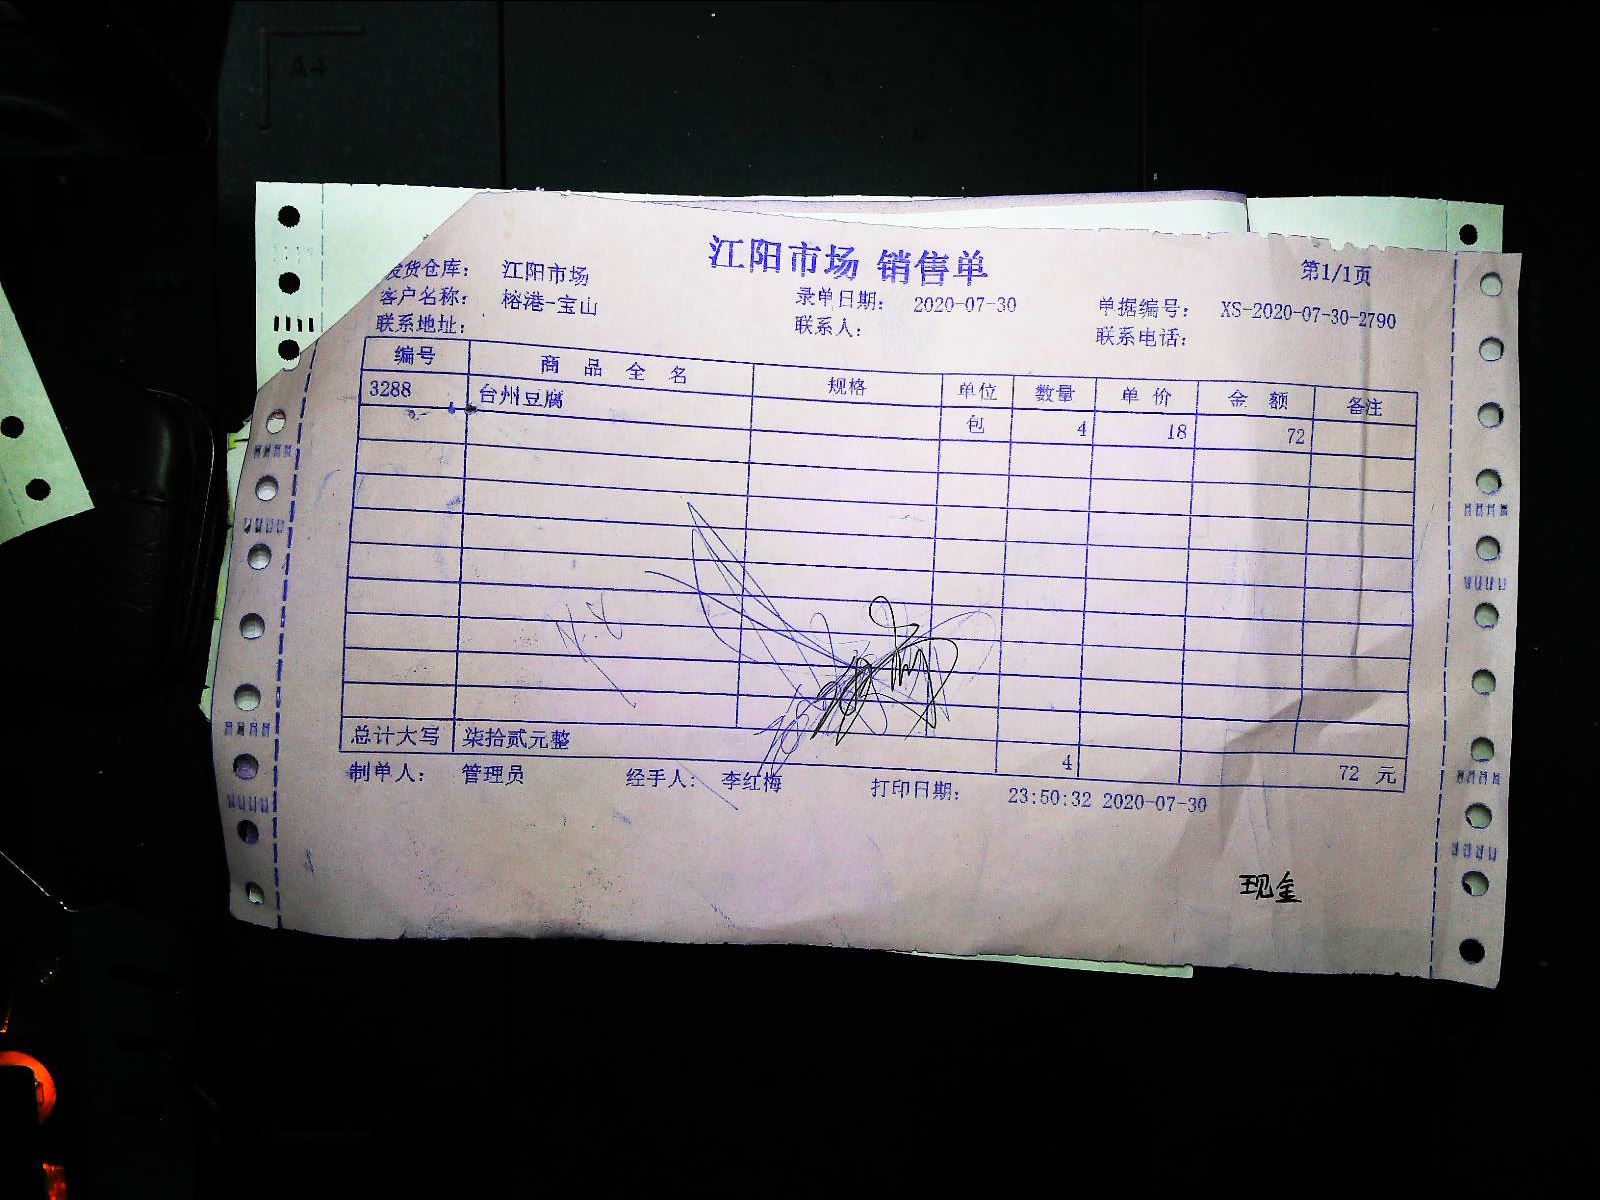 A4
江阳市场 销售单
第1/1页
发货仓库: 江阳市场
客户名称: 榕港-宝山 录单日期: 2020-07-30 单据编号: XS-2020-07-30-2790
联系地址: 联系人: 联系电话:
编号 商品全名 规格 单位 数量 单价 金额 备注
3288 台州豆腐 包 4 18 72
总计大写 柒拾贰元整 4 72 元
制单人: 管理员 经手人: 李红梅 打印日期: 23:50:32 2020-07-30
现金